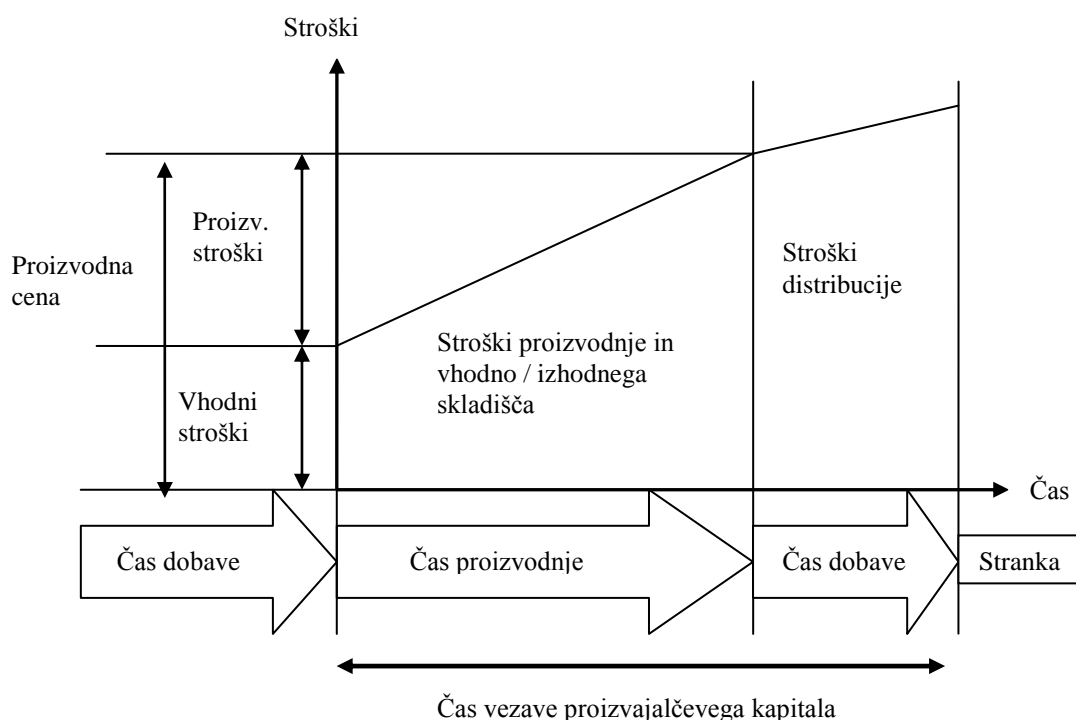 Stroški
Proizv.
stroški
Proizvodna
cena
Stroški
distribucije
Stroški proizvodnje in
vhodno / izhodnega
skladišča
Vhodni
stroški
Čas
Čas dobave
Čas proizvodnje
Čas dobave
Stranka
Čas vezave proizvajalčevega kapitala